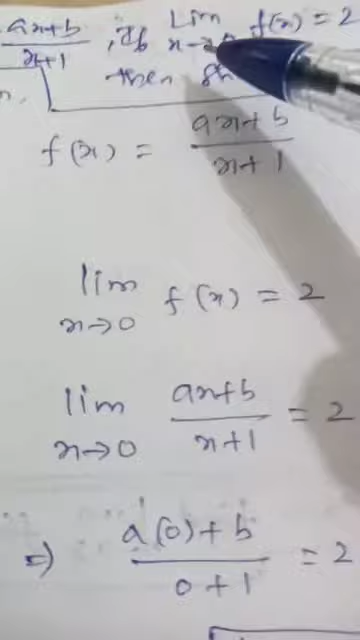 ax+b / x+1 , If Lim x→ f(x) = 2
then
f(x) = ax+b / x+1
lim x→0 f(x) = 2
lim x→0 ax+b / x+1 = 2
⇒ a(0)+b / 0+1 = 2